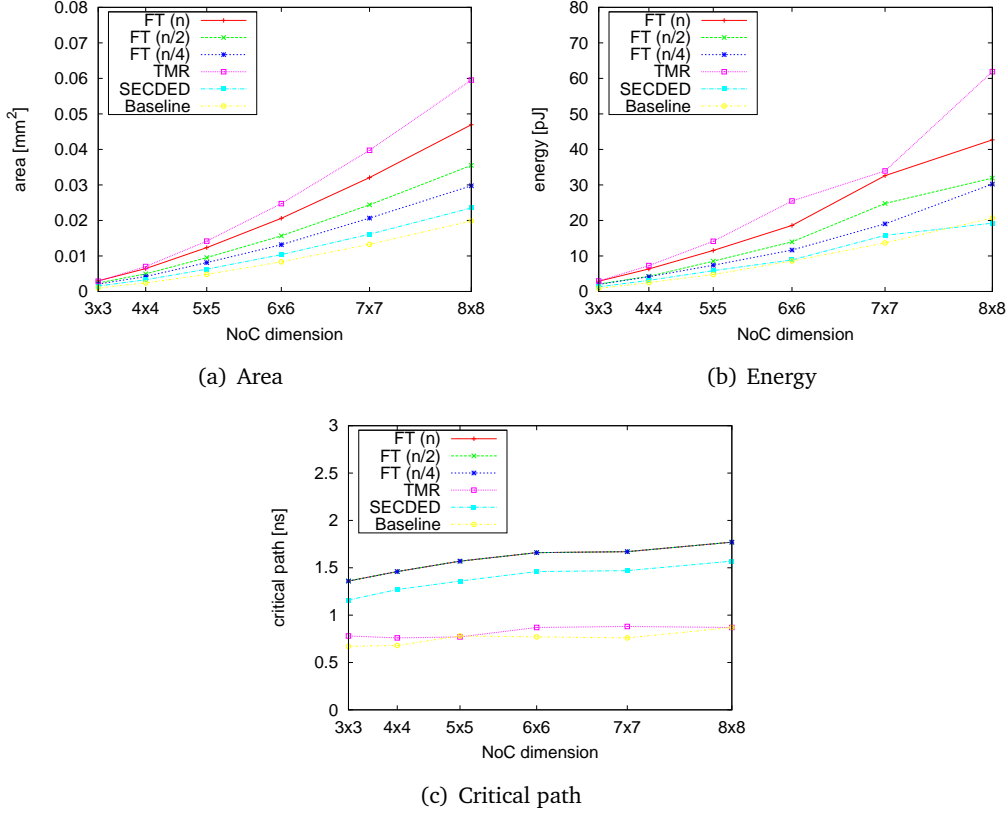 FT (n)
FT (n/2)
FT (n/4)
TMR
SECDED
Baseline
0.08
0.07
0.06
0.05
0.04
0.03
0.02
0.01
0
area [mm²]
3x3 4x4 5x5 6x6 7x7 8x8
NoC dimension
(a) Area
FT (n)
FT (n/2)
FT (n/4)
TMR
SECDED
Baseline
80
70
60
50
40
30
20
10
0
energy [pJ]
3x3 4x4 5x5 6x6 7x7 8x8
NoC dimension
(b) Energy
FT (n)
FT (n/2)
FT (n/4)
TMR
SECDED
Baseline
3
2.5
2
1.5
1
0.5
0
critical path [ns]
3x3 4x4 5x5 6x6 7x7 8x8
NoC dimension
(c) Critical path